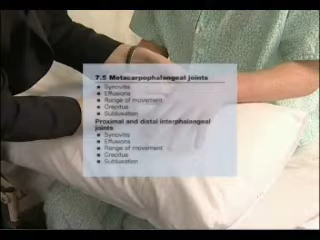 7.5 Metacarpophalangeal joints
• Synovitis
• Effusions
• Range of movement
• Crepitus
• Subluxation
Proximal and distal interphalangeal
joints
• Synovitis
• Effusions
• Range of movement
• Crepitus
• Subluxation